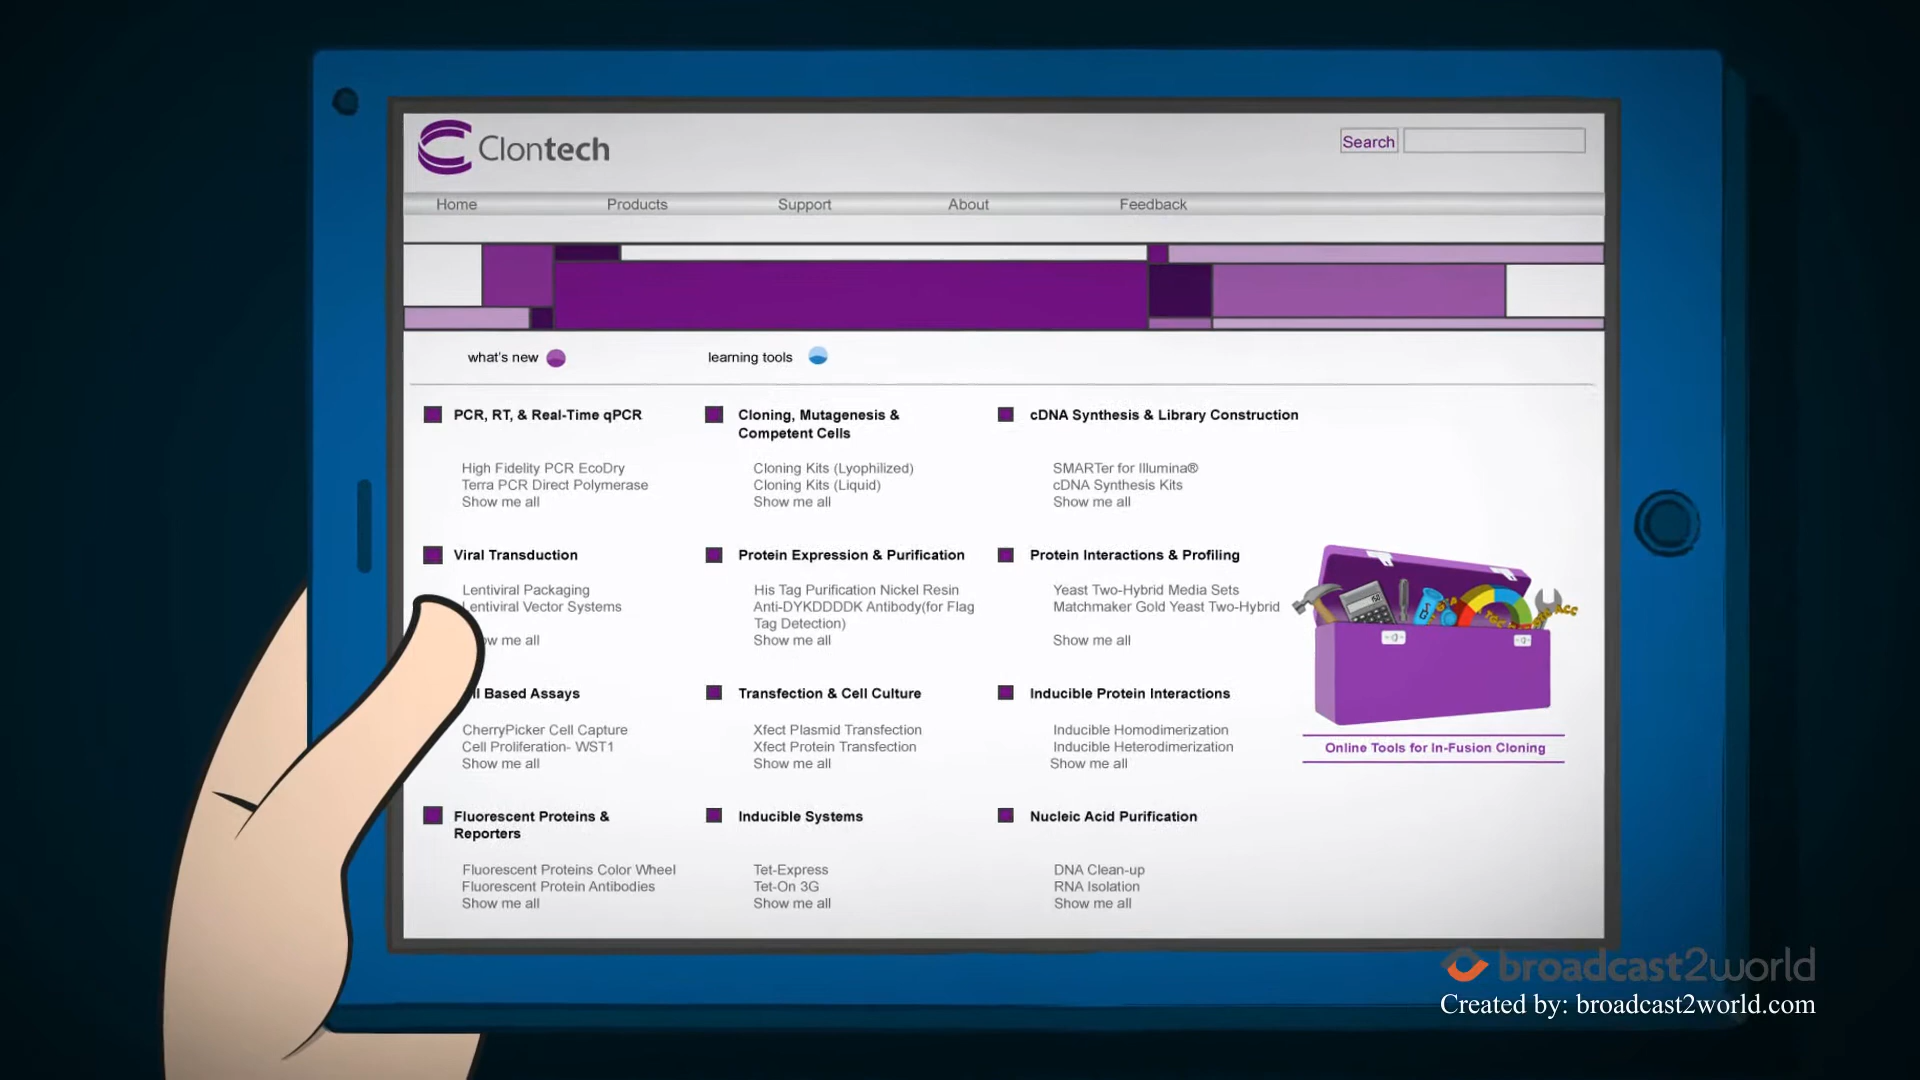 Clontech
Search
Home Products Support About Feedback
what's new learning tools
PCR, RT, & Real-Time qPCR
High Fidelity PCR EcoDry
Terra PCR Direct Polymerase
Show me all
Cloning, Mutagenesis &
Competent Cells
Cloning Kits (Lyophilized)
Cloning Kits (Liquid)
Show me all
cDNA Synthesis & Library Construction
SMARTer for Illumina®
cDNA Synthesis Kits
Show me all
Viral Transduction
Lentiviral Packaging
Lentiviral Vector Systems
me all
Protein Expression & Purification
His Tag Purification Nickel Resin
Anti-DYKDDDDK Antibody(for Flag
Tag Detection)
Show me all
Protein Interactions & Profiling
Yeast Two-Hybrid Media Sets
Matchmaker Gold Yeast Two-Hybrid
Show me all
Based Assays
CherryPicker Cell Capture
Cell Proliferation- WST1
Show me all
Transfection & Cell Culture
Xfect Plasmid Transfection
Xfect Protein Transfection
Show me all
Inducible Protein Interactions
Inducible Homodimerization
Inducible Heterodimerization
Show me all
Online Tools for In-Fusion Cloning
Fluorescent Proteins &
Reporters
Fluorescent Proteins Color Wheel
Fluorescent Protein Antibodies
Show me all
Inducible Systems
Tet-Express
Tet-On 3G
Show me all
Nucleic Acid Purification
DNA Clean-up
RNA Isolation
Show me all
broadcast2world
Created by: broadcast2world.com